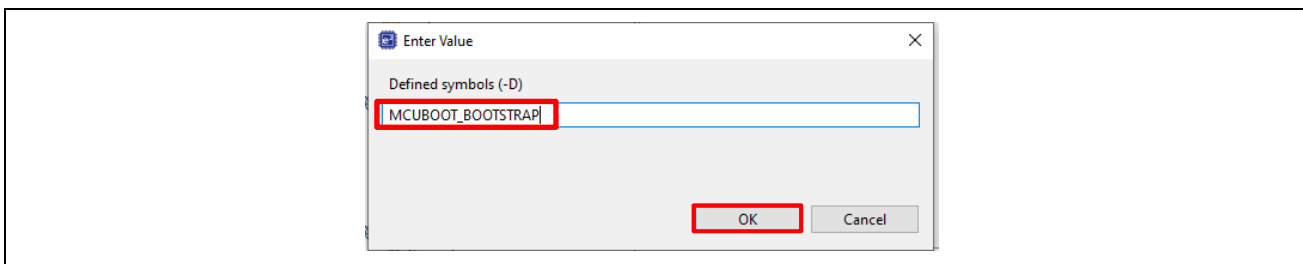 Enter Value
Defined symbols (-D)
MCUBOOT_BOOTSTRAP
OK Cancel